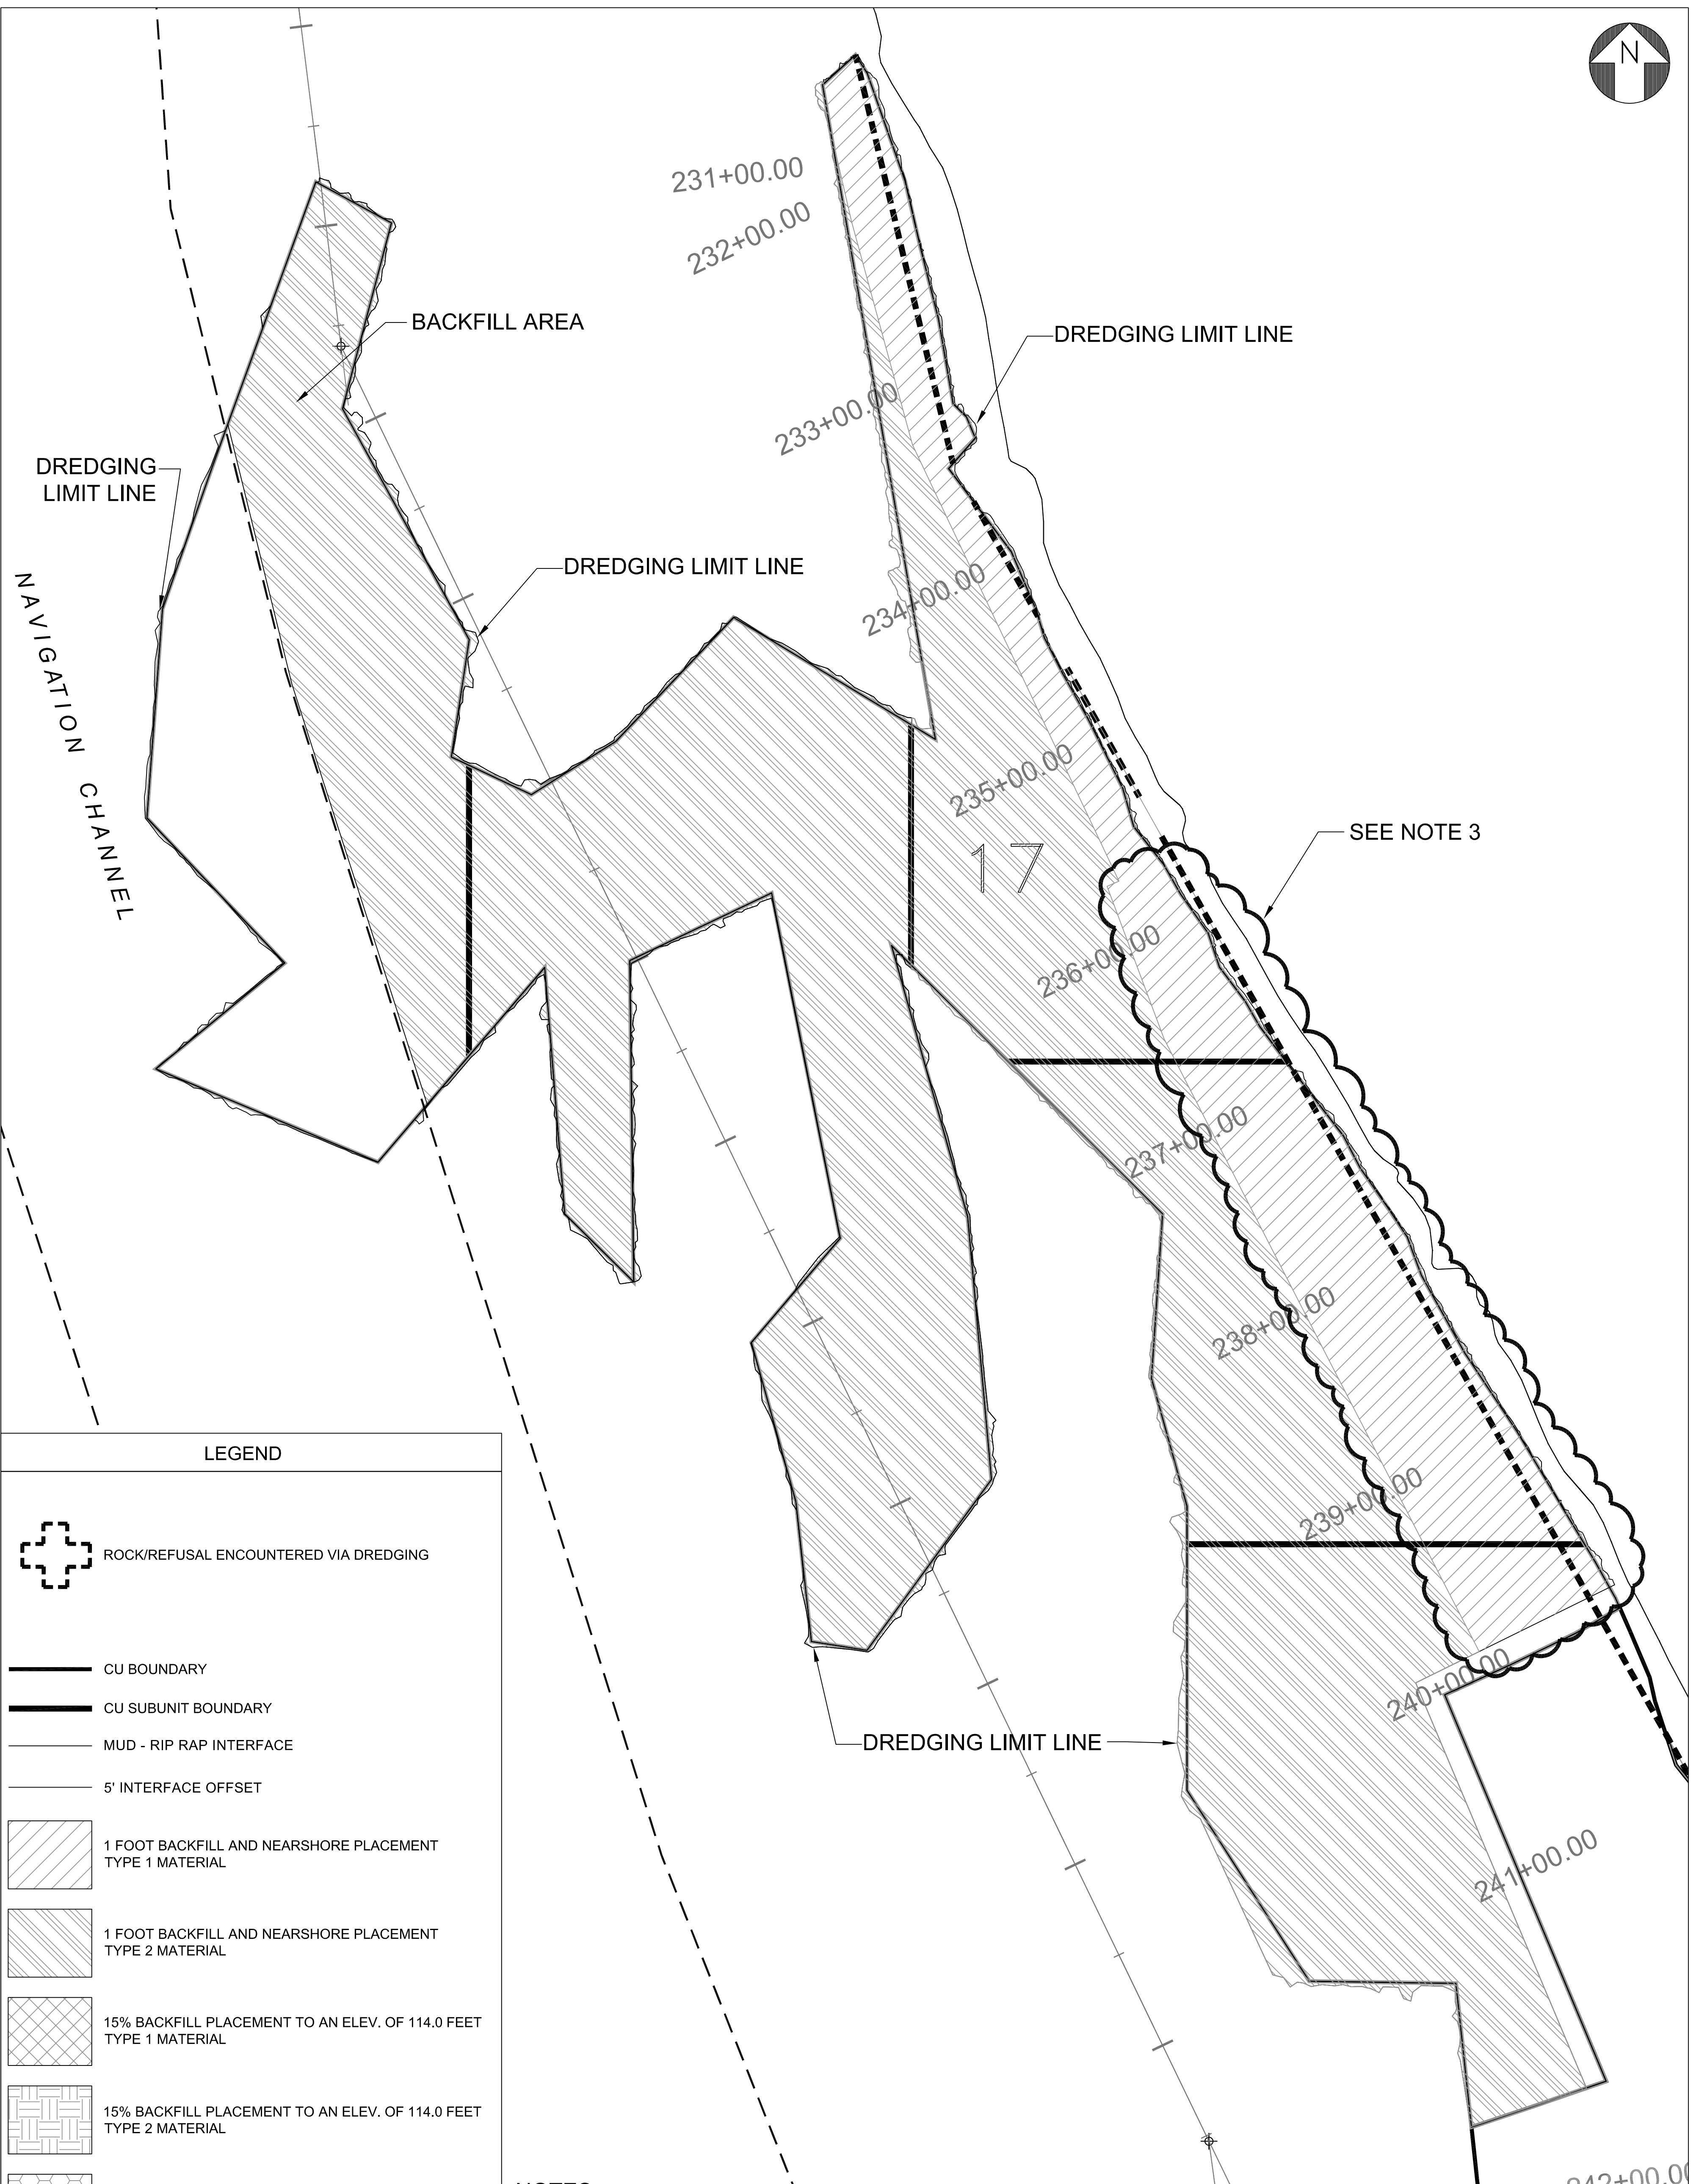 N
231+00.00
232+00.00
BACKFILL AREA
DREDGING LIMIT LINE
233+00.00
DREDGING
LIMIT LINE
DREDGING LIMIT LINE
234+00.00
NAVIGATION CHANNEL
235+00.00
SEE NOTE 3
17
236+00.00
237+00.00
238+00.00
239+00.00
240+00.00
DREDGING LIMIT LINE
241+00.00
LEGEND
ROCK/REFUSAL ENCOUNTERED VIA DREDGING
CU BOUNDARY
CU SUBUNIT BOUNDARY
MUD - RIP RAP INTERFACE
5' INTERFACE OFFSET
1 FOOT BACKFILL AND NEARSHORE PLACEMENT
TYPE 1 MATERIAL
1 FOOT BACKFILL AND NEARSHORE PLACEMENT
TYPE 2 MATERIAL
15% BACKFILL PLACEMENT TO AN ELEV. OF 114.0 FEET
TYPE 1 MATERIAL
15% BACKFILL PLACEMENT TO AN ELEV. OF 114.0 FEET
TYPE 2 MATERIAL